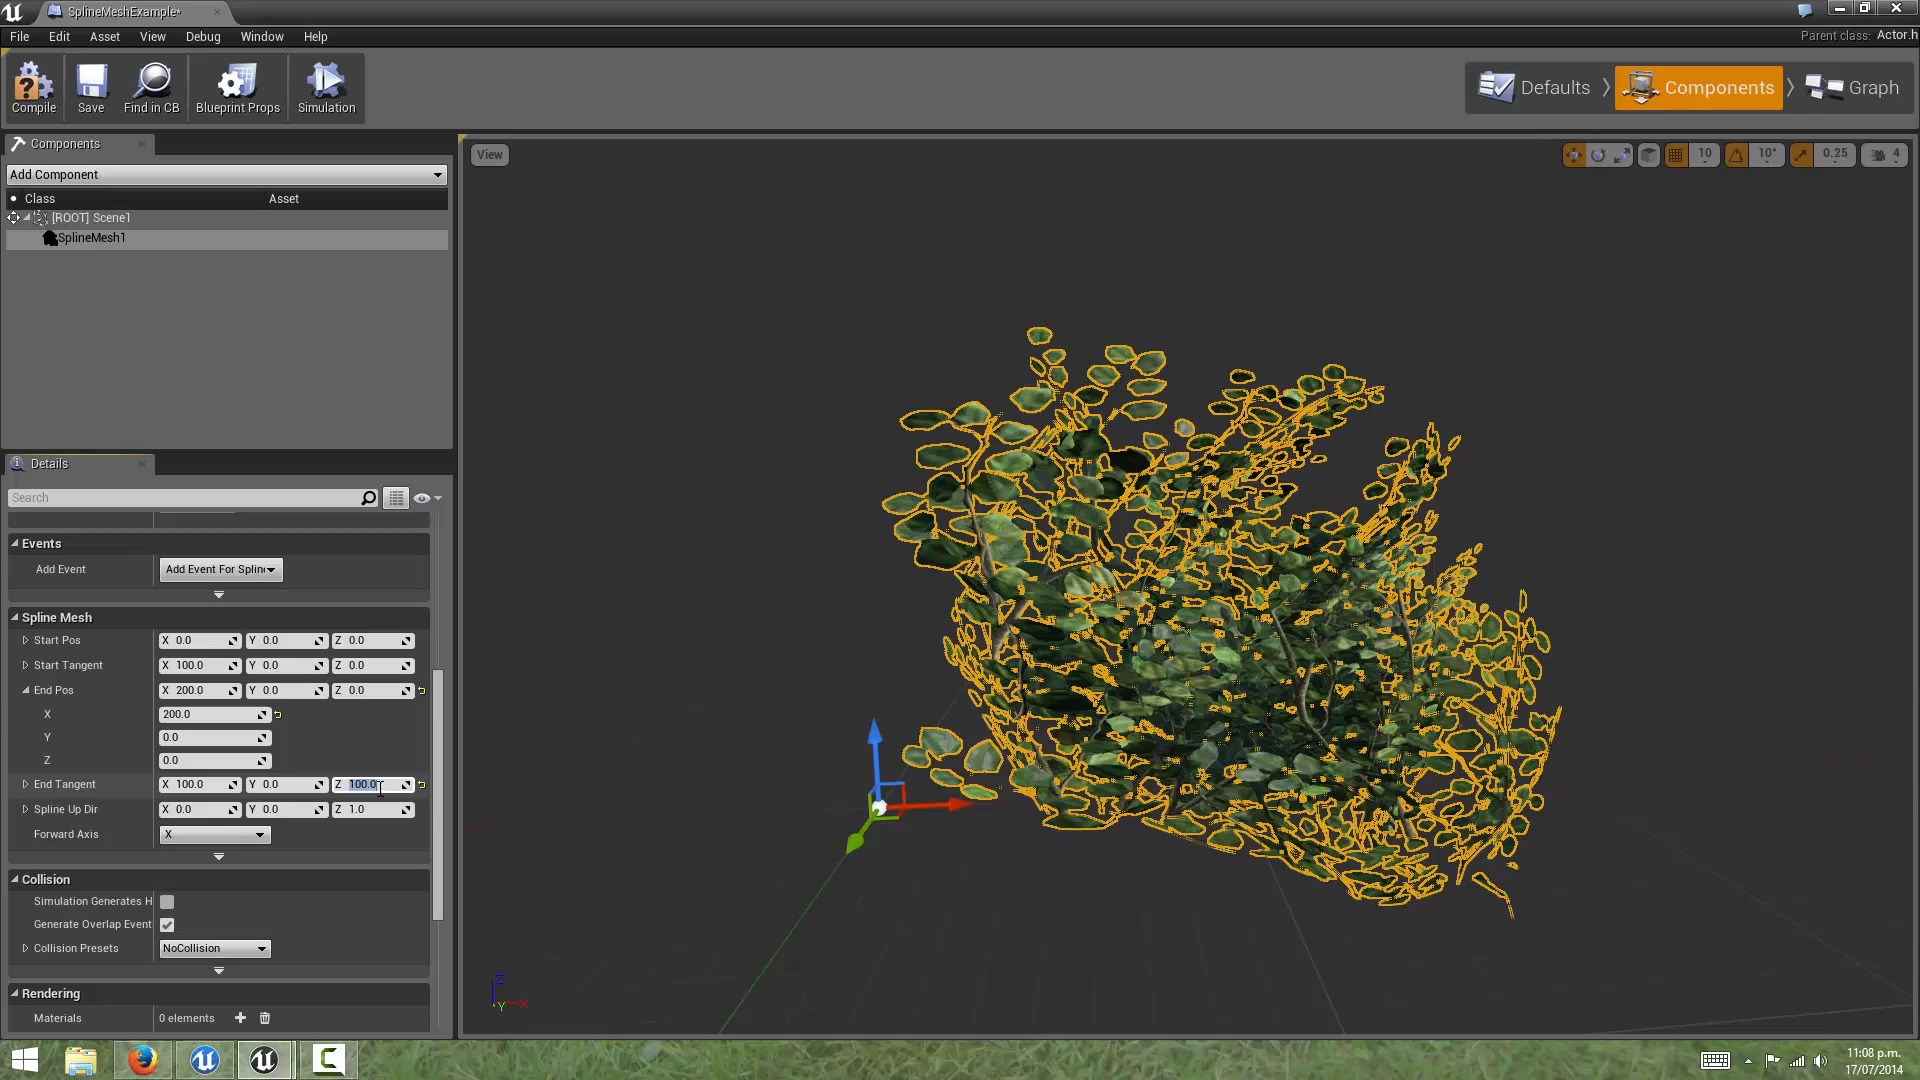 SplineMeshExample*
File Edit Asset View Debug Window Help
Parent class: Actor.h
Compile Save Find in CB Blueprint Props Simulation
Defaults Components Graph
Components
Add Component
Class Asset
[ROOT] Scene1
SplineMesh1
View
10 10° 0.25 4
Details
Search
Events
Add Event Add Event For Spline
Spline Mesh
Start Pos X 0.0 Y 0.0 Z 0.0
Start Tangent X 100.0 Y 0.0 Z 0.0
End Pos X 200.0 Y 0.0 Z 0.0
X 200.0
Y 0.0
Z 0.0
End Tangent X 100.0 Y 0.0 Z 100.0
Spline Up Dir X 0.0 Y 0.0 Z 1.0
Forward Axis X
Collision
Simulation Generates H
Generate Overlap Event
Collision Presets NoCollision
Rendering
Materials 0 elements
Z
Y X
11:08 p.m.
17/07/2014